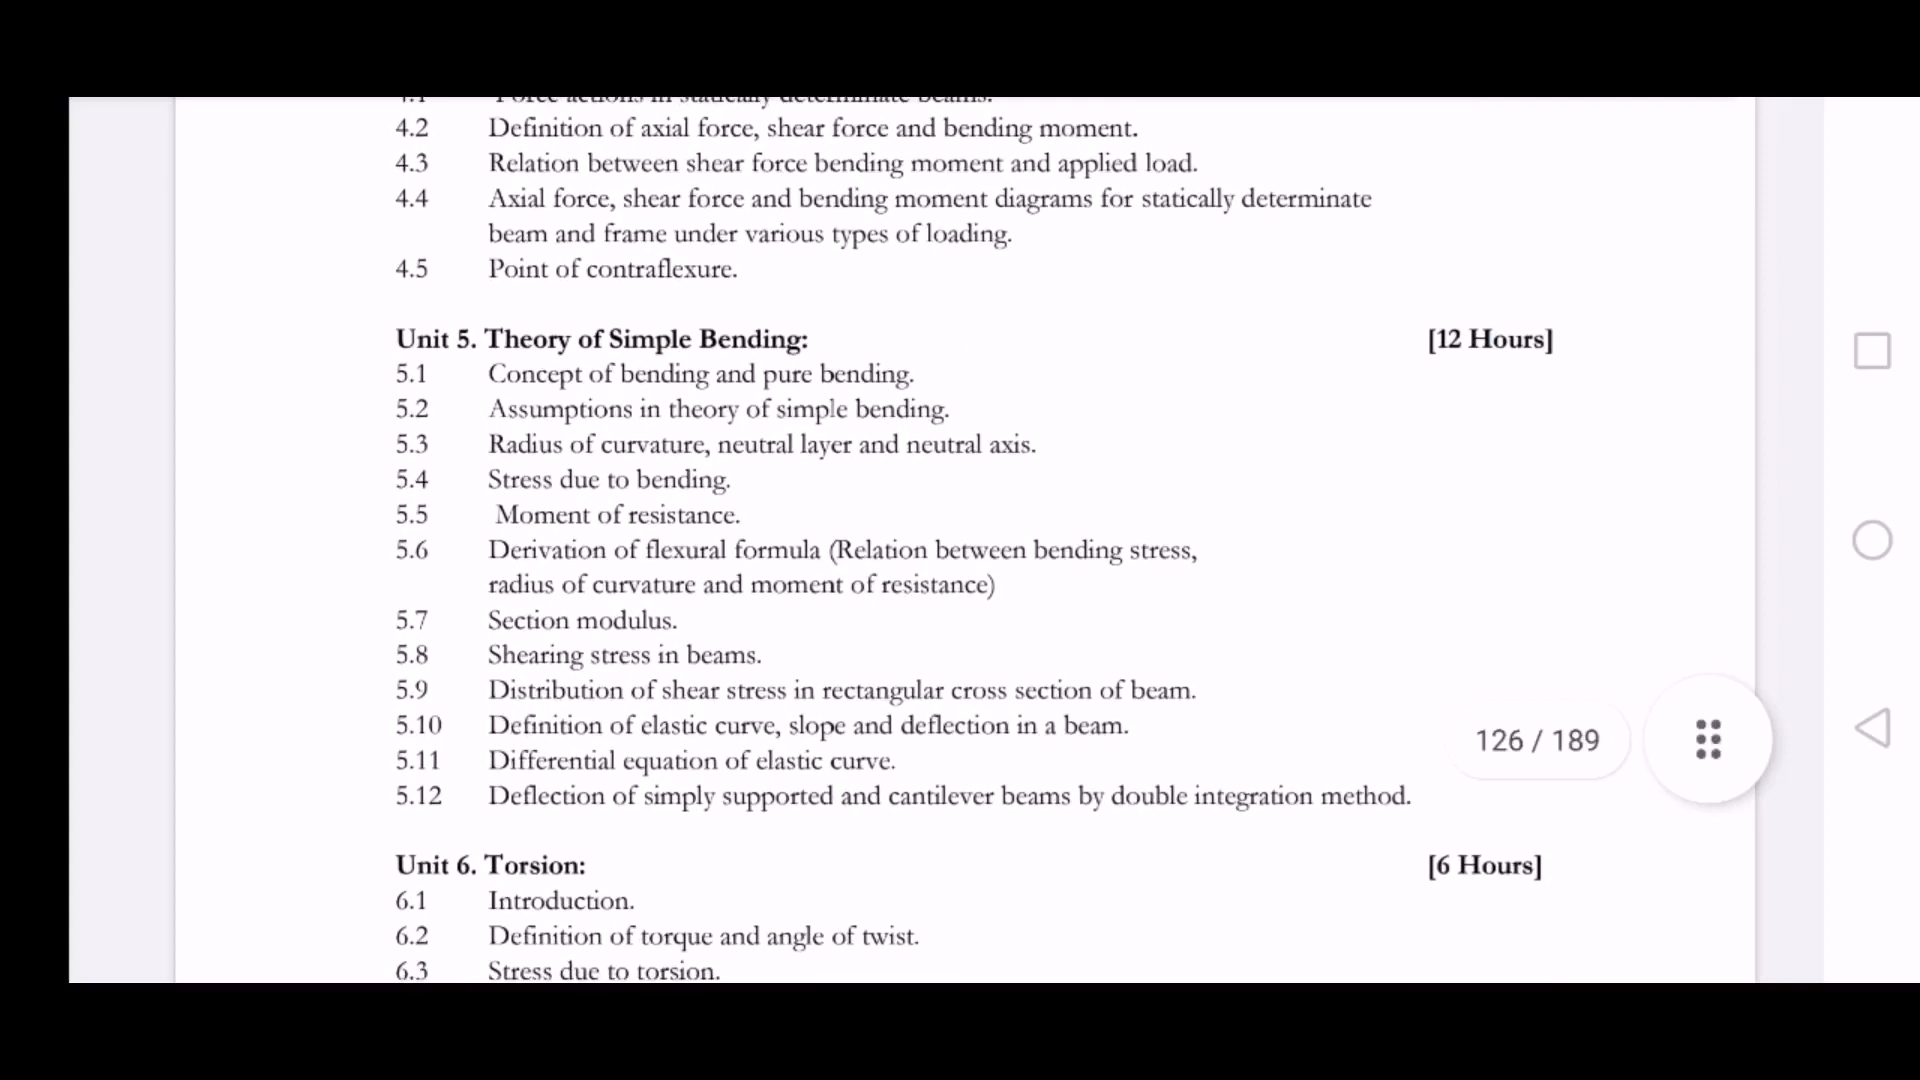 4.1 Force actions in statically determinate beams.
4.2 Definition of axial force, shear force and bending moment.
4.3 Relation between shear force bending moment and applied load.
4.4 Axial force, shear force and bending moment diagrams for statically determinate
beam and frame under various types of loading.
4.5 Point of contraflexure.
Unit 5. Theory of Simple Bending: [12 Hours]
5.1 Concept of bending and pure bending.
5.2 Assumptions in theory of simple bending.
5.3 Radius of curvature, neutral layer and neutral axis.
5.4 Stress due to bending.
5.5 Moment of resistance.
5.6 Derivation of flexural formula (Relation between bending stress,
radius of curvature and moment of resistance)
5.7 Section modulus.
5.8 Shearing stress in beams.
5.9 Distribution of shear stress in rectangular cross section of beam.
5.10 Definition of elastic curve, slope and deflection in a beam.
126 / 189
5.11 Differential equation of elastic curve.
5.12 Deflection of simply supported and cantilever beams by double integration method.
Unit 6. Torsion: [6 Hours]
6.1 Introduction.
6.2 Definition of torque and angle of twist.
6.3 Stress due to torsion.